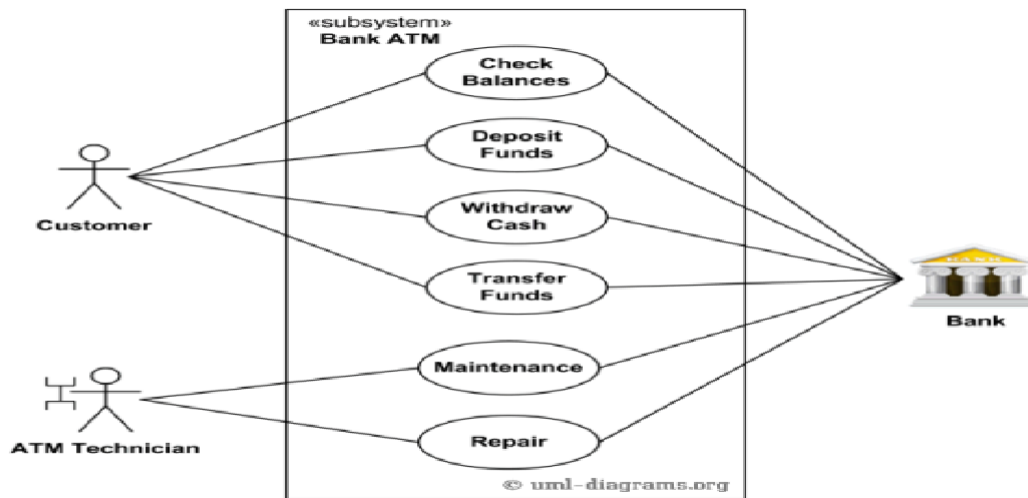 «subsystem»
Bank ATM
Check
Balances
Deposit
Funds
Customer
Withdraw
Cash
Transfer
Funds
BANK
Bank
Maintenance
ATM Technician
Repair
© uml-diagrams.org